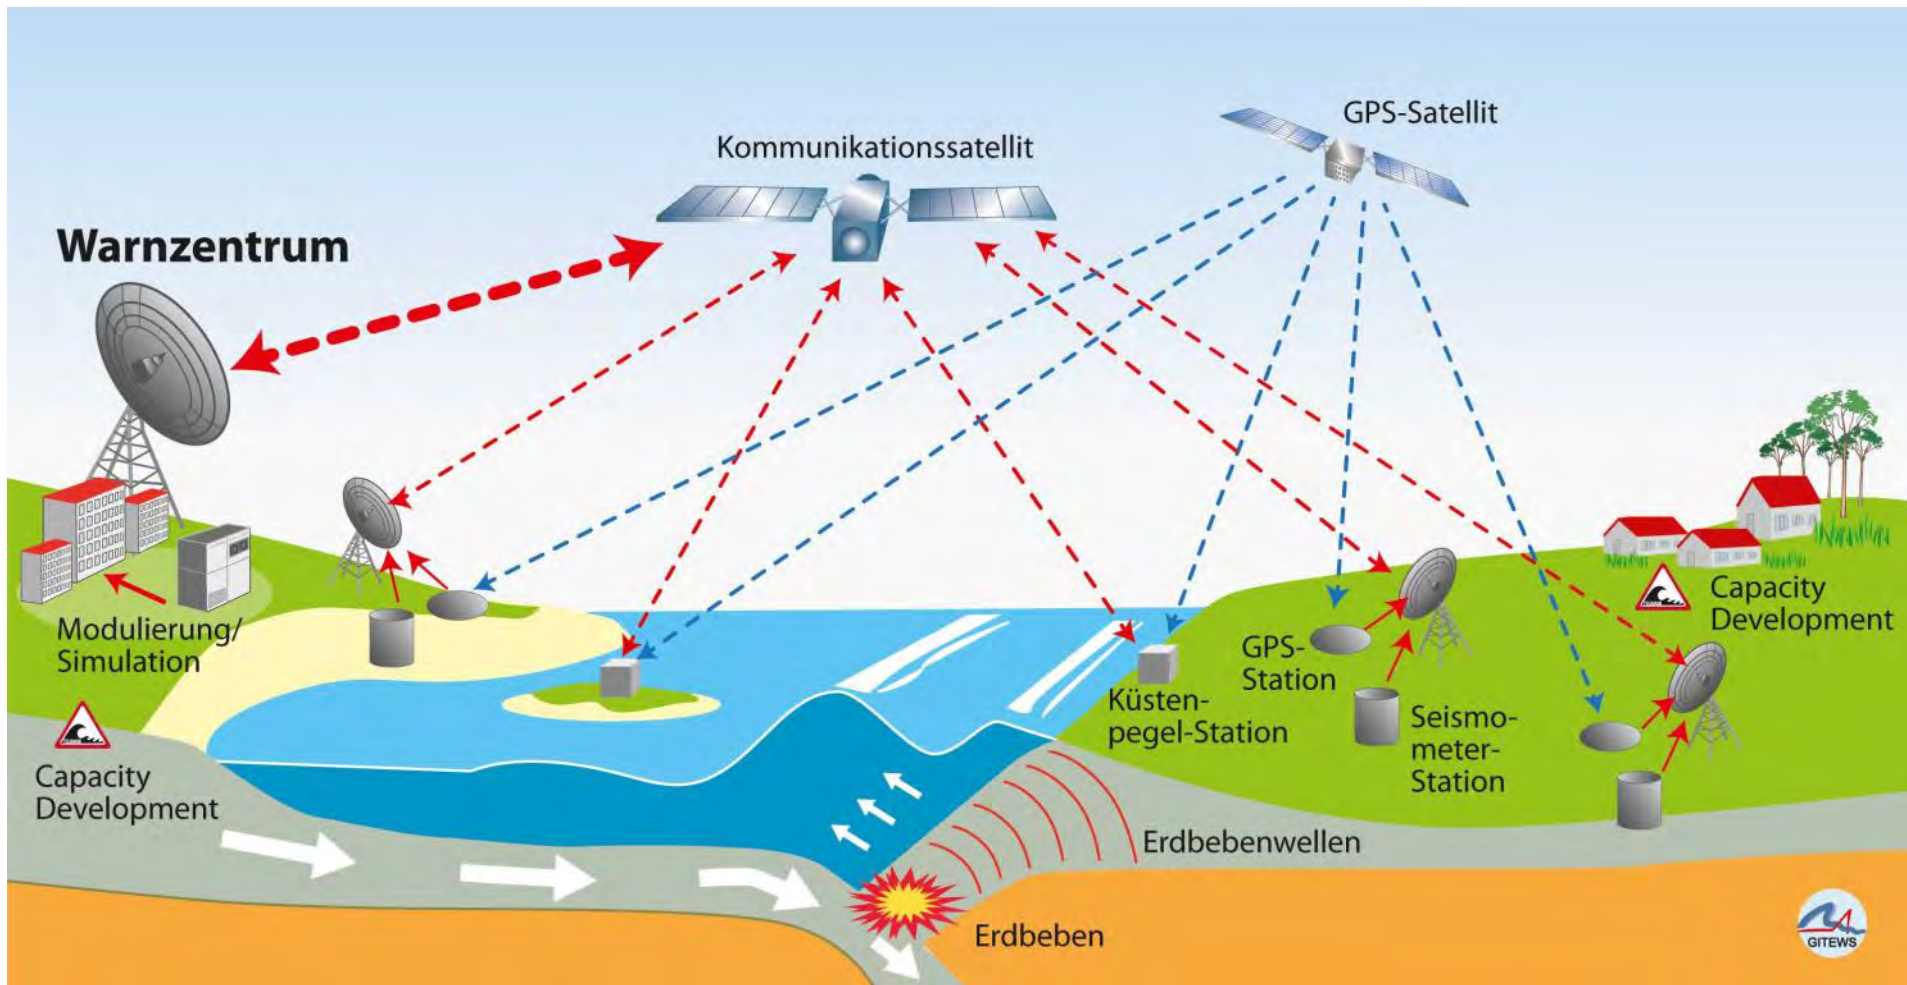 GPS-Satellit
Kommunikationssatellit
Warnzentrum
Modulierung/
Simulation
Capacity
Development
GPS-
Station
Küsten-
pegel-Station
Seismo-
meter-
Station
Capacity
Development
Erdbebenwellen
Erdbeben
GITEWS